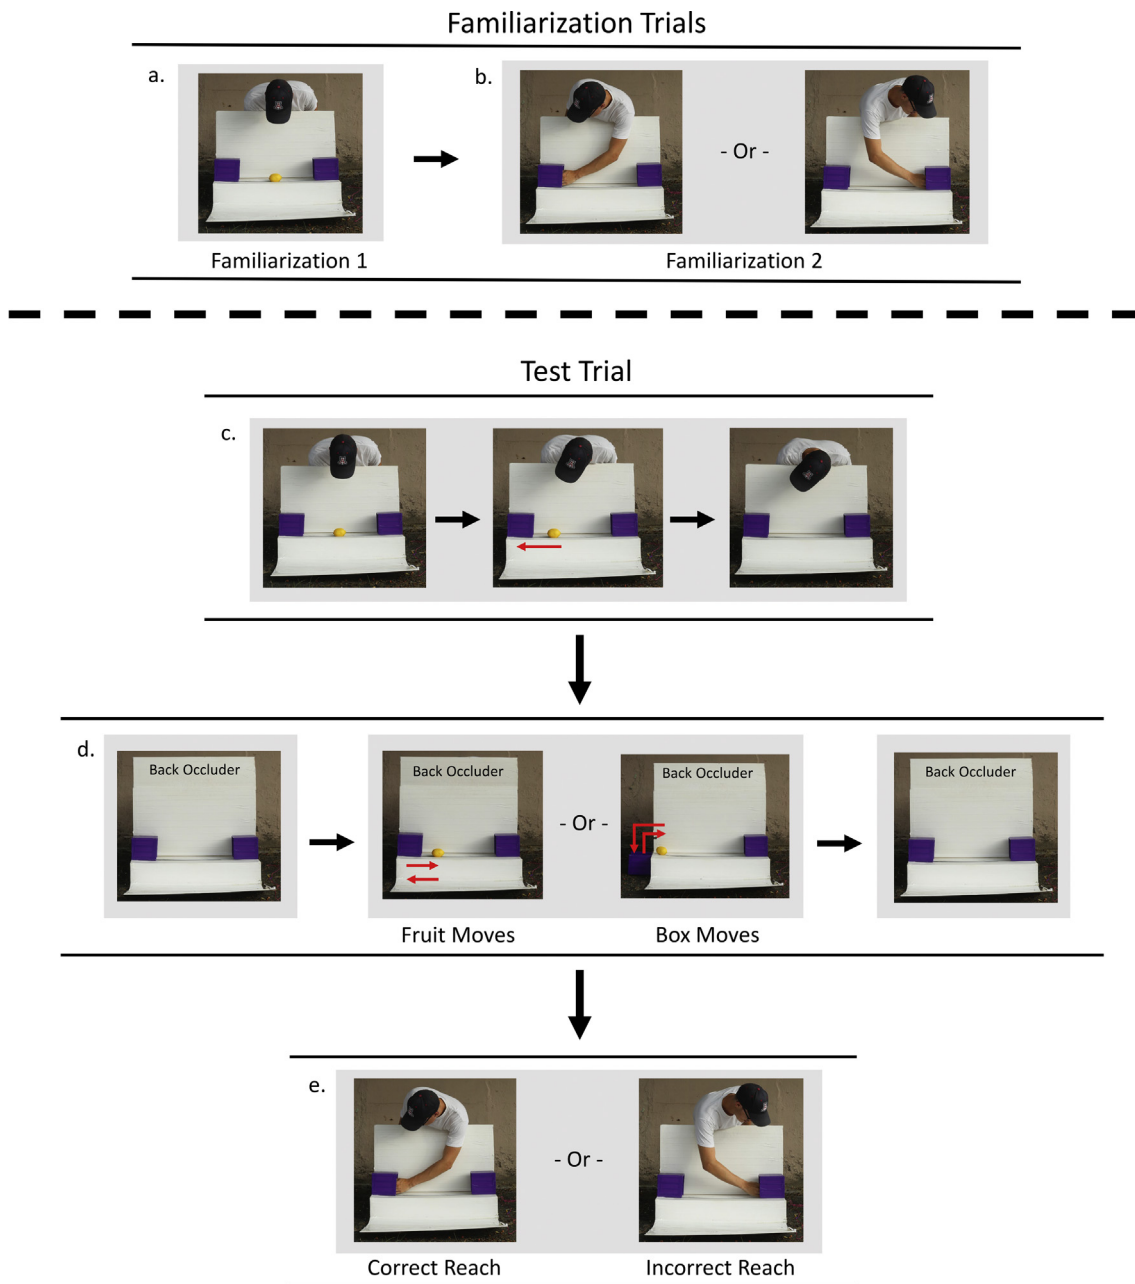 Familiarization Trials
a.
b.
- Or -
Familiarization 1
Familiarization 2
Test Trial
c.
d.
Back Occluder
Back Occluder
- Or -
Back Occluder
Back Occluder
Fruit Moves
Box Moves
e.
- Or -
Correct Reach
Incorrect Reach